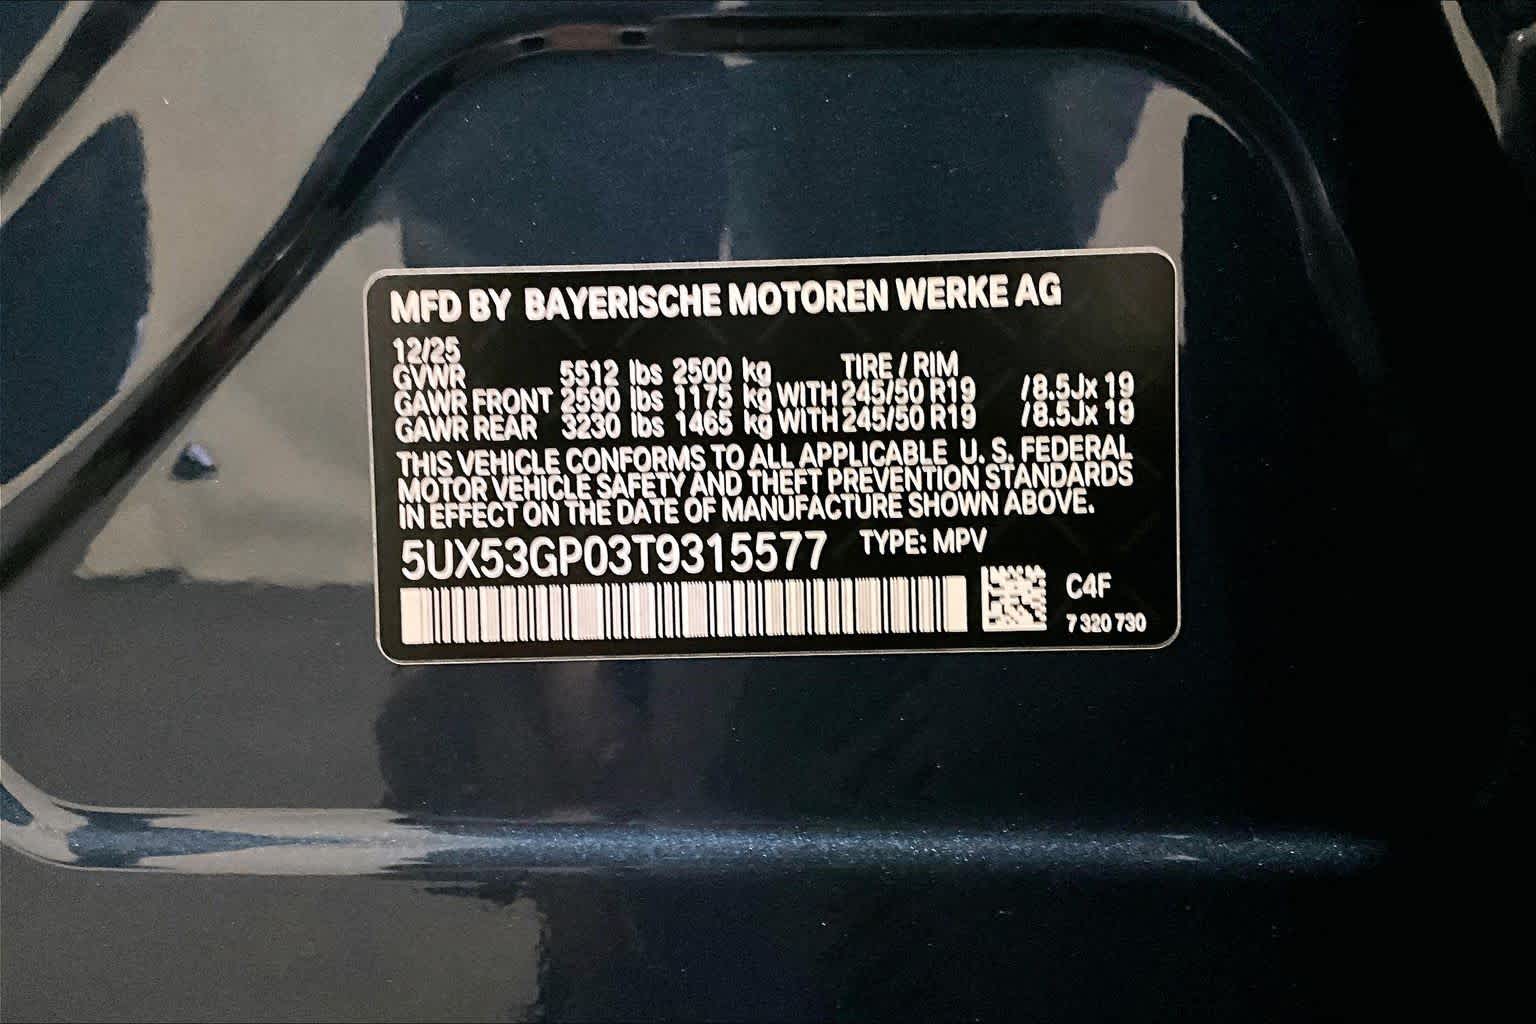 MFD BY BAYERISCHE MOTOREN WERKE AG
12/25
GVWR 5512 lbs 2500 kg TIRE / RIM
GAWR FRONT 2590 lbs 1175 kg WITH 245/50 R19 /8.5Jx 19
GAWR REAR 3230 lbs 1465 kg WITH 245/50 R19 /8.5Jx 19
THIS VEHICLE CONFORMS TO ALL APPLICABLE U. S. FEDERAL
MOTOR VEHICLE SAFETY AND THEFT PREVENTION STANDARDS
IN EFFECT ON THE DATE OF MANUFACTURE SHOWN ABOVE.
5UX53GP03T9315577 TYPE: MPV
C4F
7 320 730